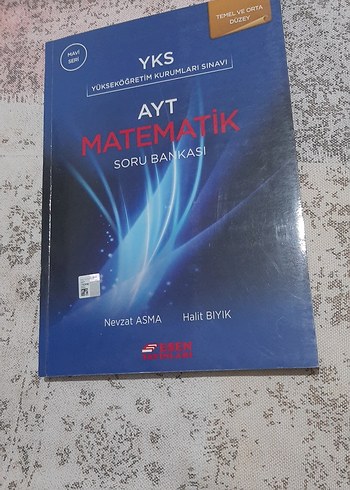 MAVİ
SERİ
TEMEL VE ORTA
DÜZEY
YKS
YÜKSEKÖĞRETİM KURUMLARI SINAVI
AYT
MATEMATİK
SORU BANKASI
Nevzat ASMA
Halit BIYIK
ESEN
YAYINLARI